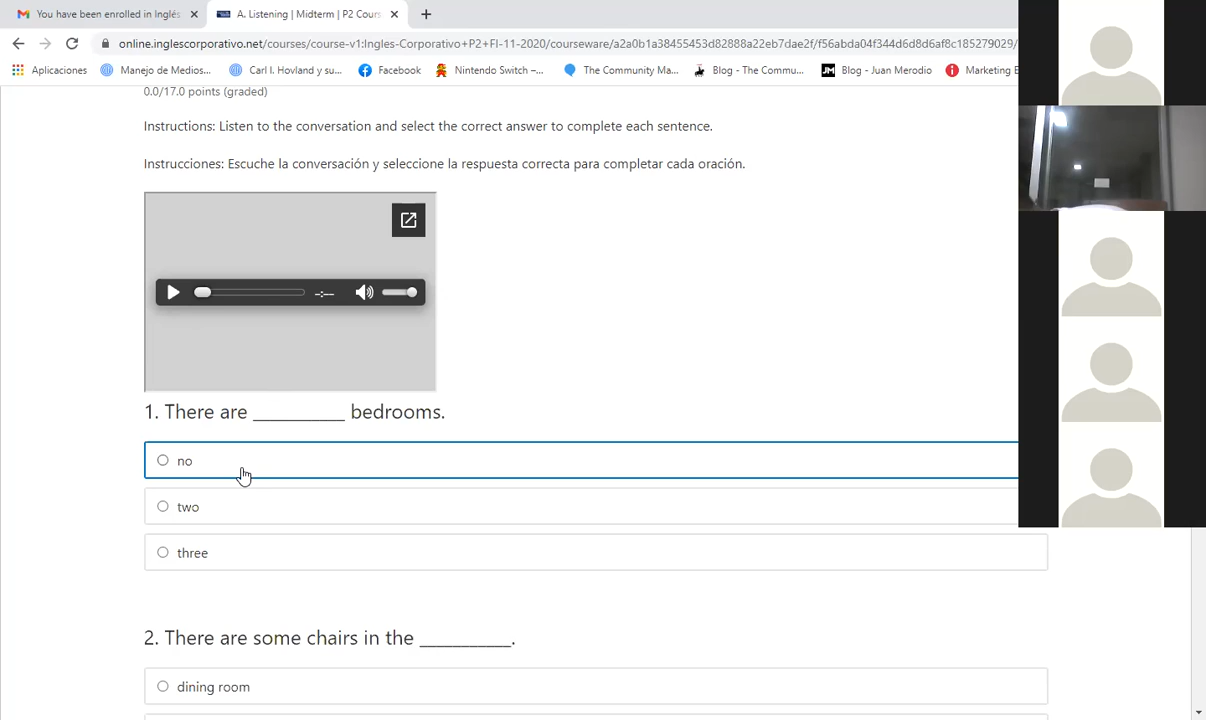 You have been enrolled in Inglés
A. Listening | Midterm | P2 Cours
online.inglescorporativo.net/courses/course-v1:Ingles-Corporativo+P2+FI-11-2020/courseware/a2a0b1a38455453d82888a22eb7dae2f/f56abda04f344d6d8d6af8c185279029/
Aplicaciones
Manejo de Medios...
Carl I. Hovland y su...
Facebook
Nintendo Switch –...
The Community Ma...
Blog - The Commu...
JM Blog - Juan Merodio
Marketing E
0.0/17.0 points (graded)
Instructions: Listen to the conversation and select the correct answer to complete each sentence.
Instrucciones: Escuche la conversación y seleccione la respuesta correcta para completar cada oración.
-:--
1. There are __________ bedrooms.
no
two
three
2. There are some chairs in the __________.
dining room